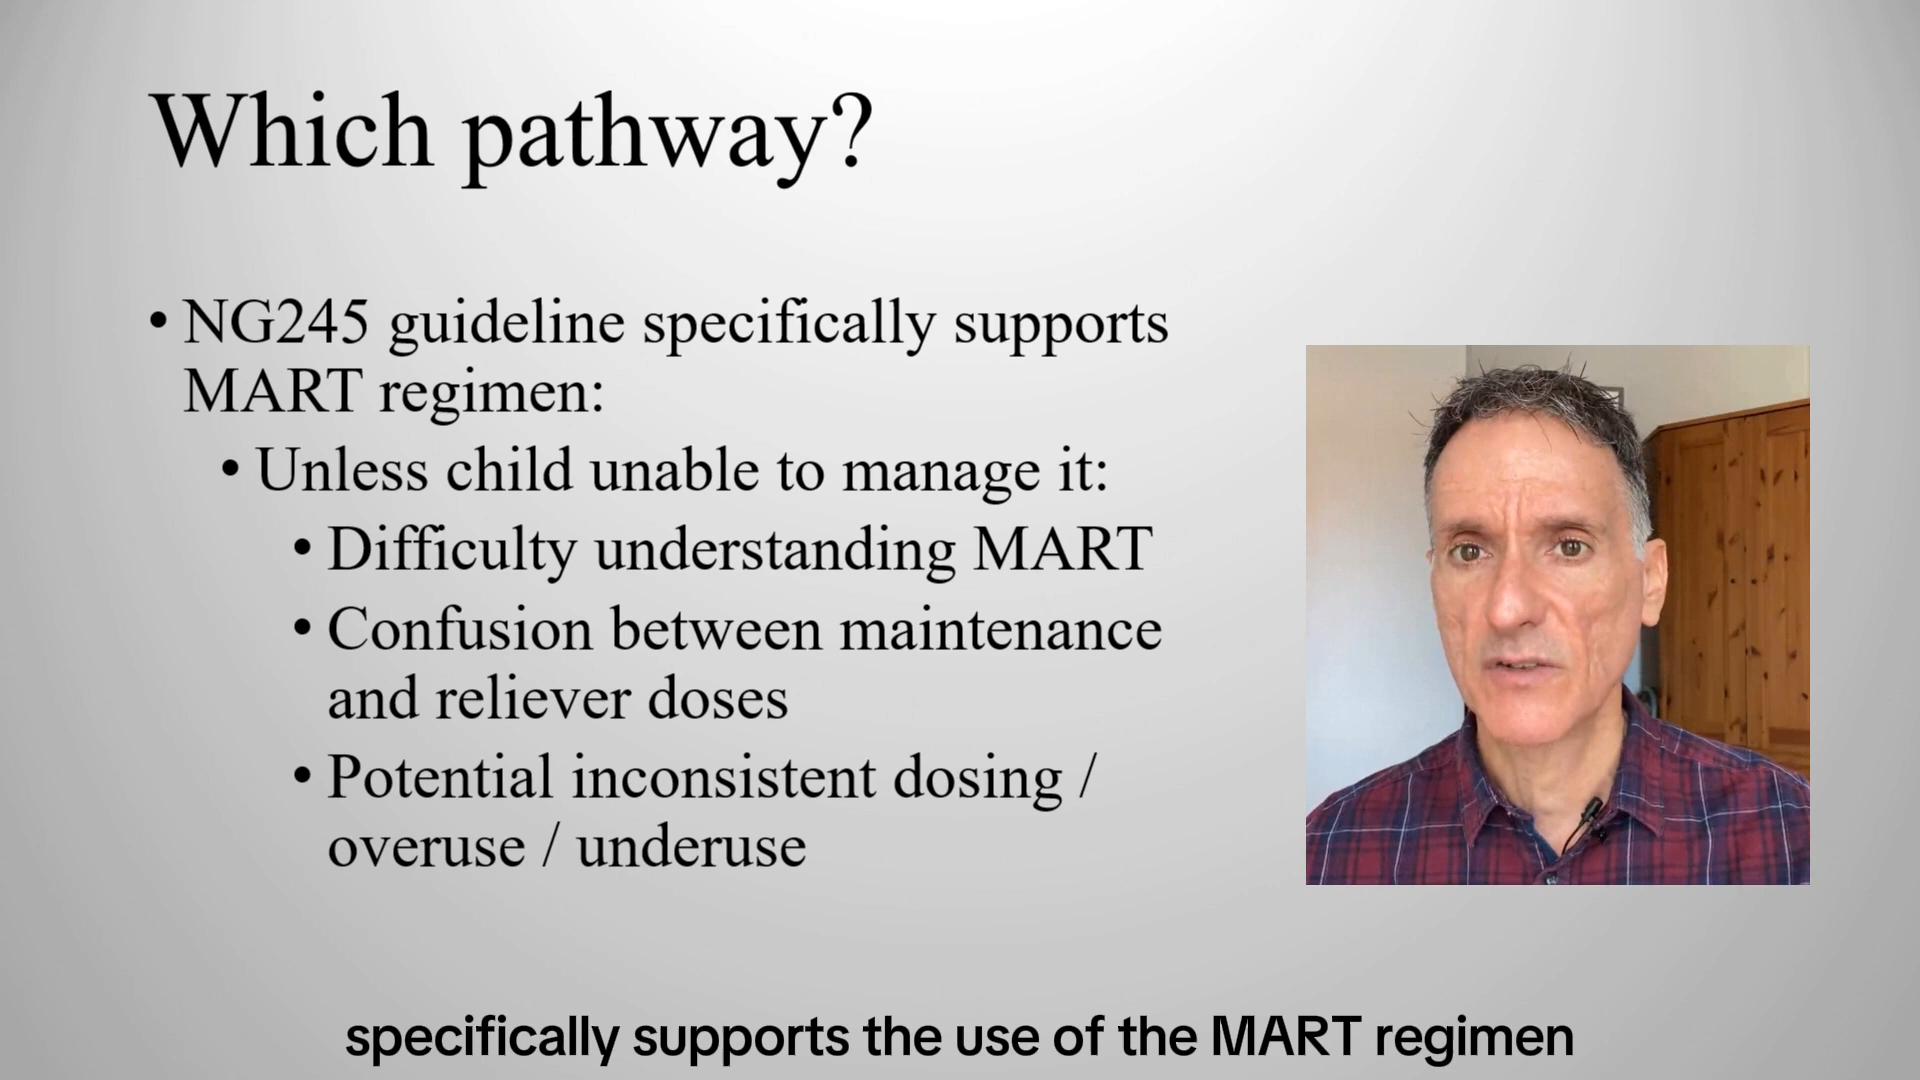 Which pathway?
• NG245 guideline specifically supports
MART regimen:
• Unless child unable to manage it:
• Difficulty understanding MART
• Confusion between maintenance
and reliever doses
• Potential inconsistent dosing /
overuse / underuse
specifically supports the use of the MART regimen